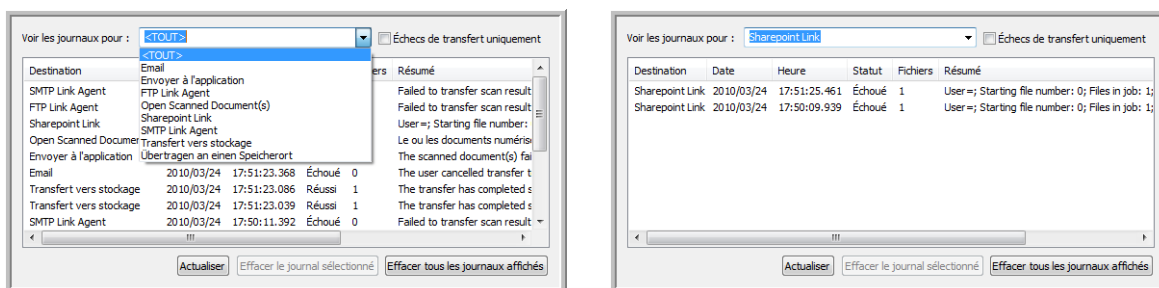 Voir les journaux pour : <TOUT> Échecs de transfert uniquement
<TOUT>
Email
Envoyer à l'application
FTP Link Agent
Open Scanned Document(s)
Sharepoint Link
SMTP Link Agent
Transfert vers stockage
Übertragen an einen Speicherort
Destination ers Résumé
SMTP Link Agent Failed to transfer scan result
FTP Link Agent Failed to transfer scan result
Sharepoint Link User=; Starting file number:
Open Scanned Documer Le ou les documents numéris
Envoyer à l'application The scanned document(s) fai
Email 2010/03/24 17:51:23.368 Échoué 0 The user cancelled transfer t
Transfert vers stockage 2010/03/24 17:51:23.086 Réussi 1 The transfer has completed s
Transfert vers stockage 2010/03/24 17:51:23.039 Réussi 1 The transfer has completed s
SMTP Link Agent 2010/03/24 17:50:11.392 Échoué 0 Failed to transfer scan result
Actualiser Effacer le journal sélectionné Effacer tous les journaux affichés
Voir les journaux pour : Sharepoint Link Échecs de transfert uniquement
Destination Date Heure Statut Fichiers Résumé
Sharepoint Link 2010/03/24 17:51:25.461 Échoué 1 User=; Starting file number: 0; Files in job: 1;
Sharepoint Link 2010/03/24 17:50:09.939 Échoué 1 User=; Starting file number: 0; Files in job: 1;
Actualiser Effacer le journal sélectionné Effacer tous les journaux affichés